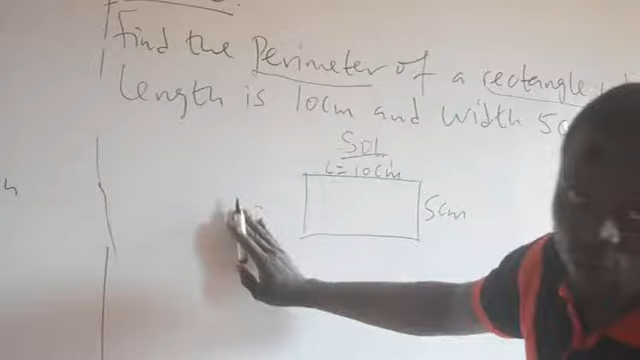 find the Perimeter of a rectangle
length is 10cm and width 5c
SOL
L=10cm
5cm
h